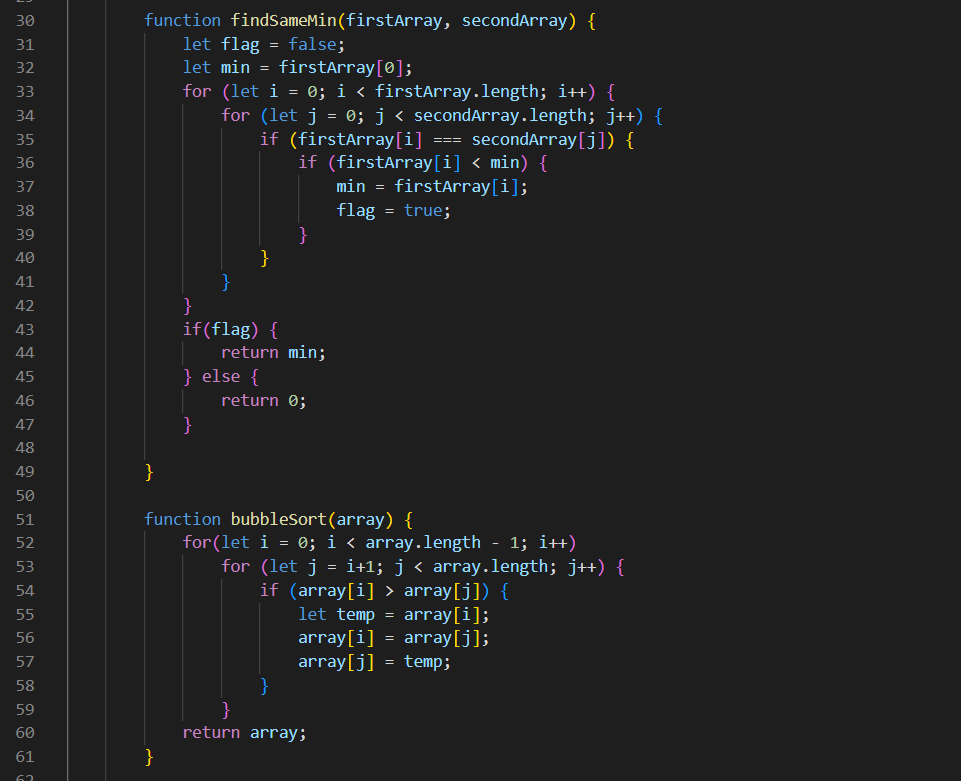 30 function findSameMin(firstArray, secondArray) {
31 let flag = false;
32 let min = firstArray[0];
33 for (let i = 0; i < firstArray.length; i++) {
34 for (let j = 0; j < secondArray.length; j++) {
35 if (firstArray[i] === secondArray[j]) {
36 if (firstArray[i] < min) {
37 min = firstArray[i];
38 flag = true;
39 }
40 }
41 }
42 }
43 if(flag) {
44 return min;
45 } else {
46 return 0;
47 }
48
49 }
50
51 function bubbleSort(array) {
52 for(let i = 0; i < array.length - 1; i++)
53 for (let j = i+1; j < array.length; j++) {
54 if (array[i] > array[j]) {
55 let temp = array[i];
56 array[i] = array[j];
57 array[j] = temp;
58 }
59 }
60 return array;
61 }